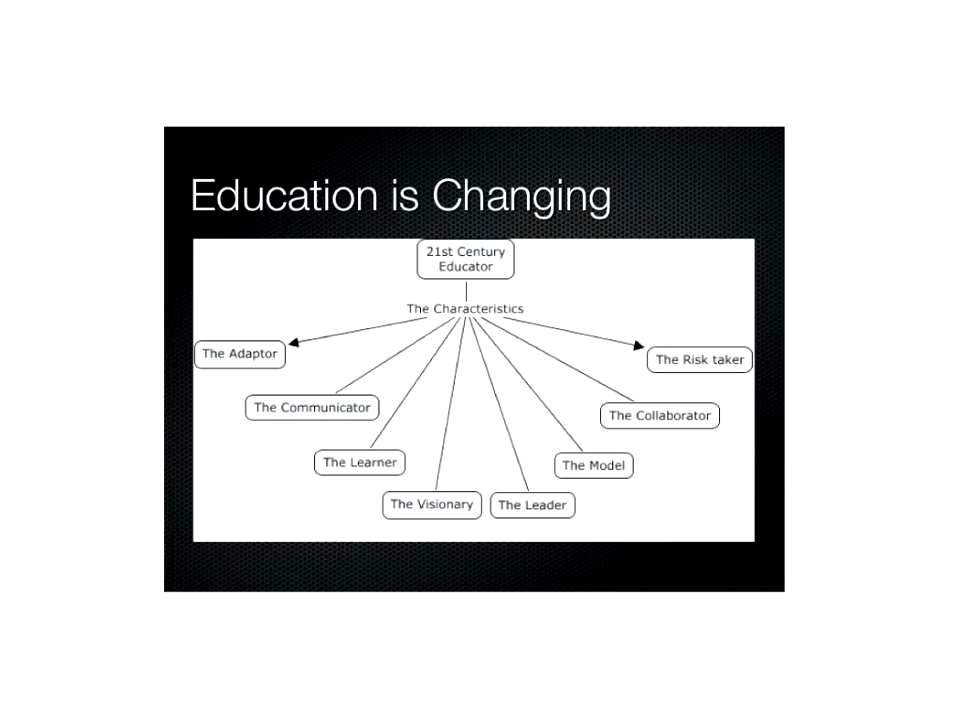 Education is Changing
21st Century
Educator
The Characteristics
The Adaptor
The Risk taker
The Communicator
The Collaborator
The Learner
The Model
The Visionary
The Leader